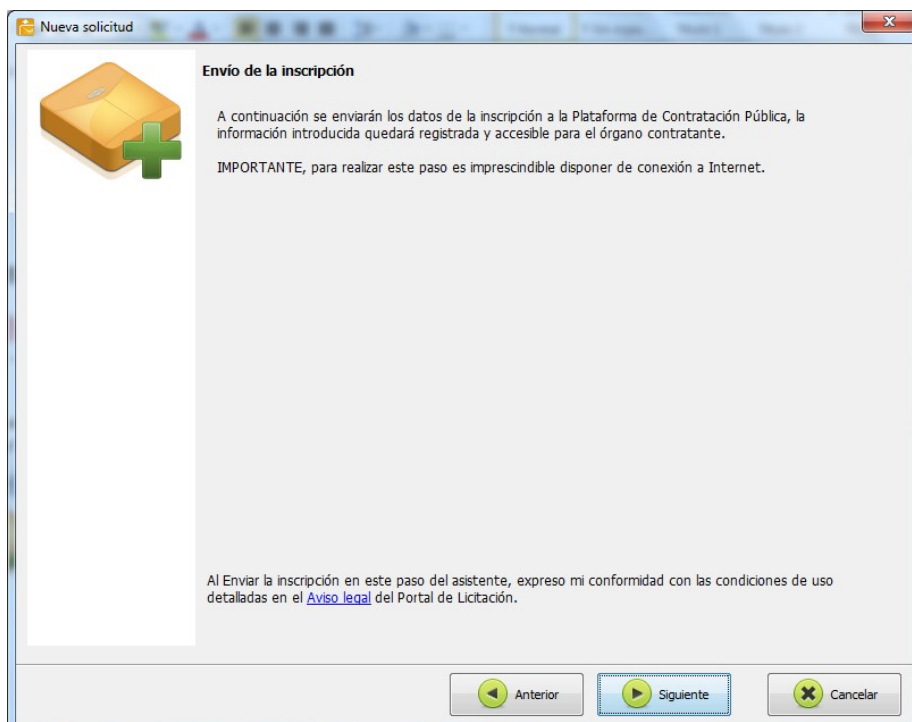 Nueva solicitud
Envío de la inscripción
A continuación se enviarán los datos de la inscripción a la Plataforma de Contratación Pública, la
información introducida quedará registrada y accesible para el órgano contratante.
IMPORTANTE, para realizar este paso es imprescindible disponer de conexión a Internet.
Al Enviar la inscripción en este paso del asistente, expreso mi conformidad con las condiciones de uso
detalladas en el Aviso legal del Portal de Licitación.
Anterior
Siguiente
Cancelar